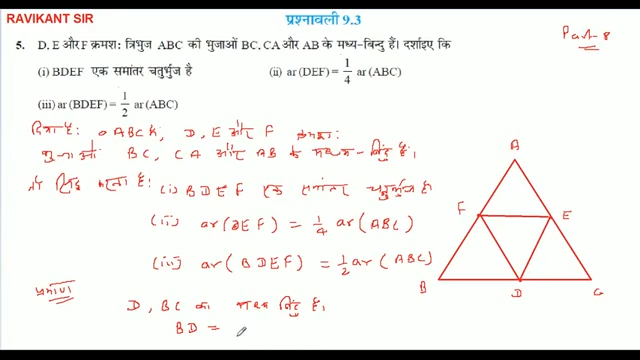 RAVIKANT SIR
प्रश्नावली 9.3
Part-8
5. D, E और F क्रमश: त्रिभुज ABC की भुजाओं BC, CA और AB के मध्य-बिन्दु हैं। दर्शाइए कि
(i) BDEF एक समांतर चतुर्भुज है (ii) ar (DEF) = 1/4 ar (ABC)
(iii) ar (BDEF) = 1/2 ar (ABC)
दिया है: △ABC में, D, E और F क्रमश:
भुजाओं BC, CA और AB के मध्य-बिन्दु हैं।
सिद्ध करना है: (i) BDEF एक समांतर चतुर्भुज है।
(ii) ar(DEF) = 1/4 ar(ABC)
(iii) ar(BDEF) = 1/2 ar(ABC)
प्रमाण
D, BC का मध्य बिंदु है।
BD =
A
F E
B D C